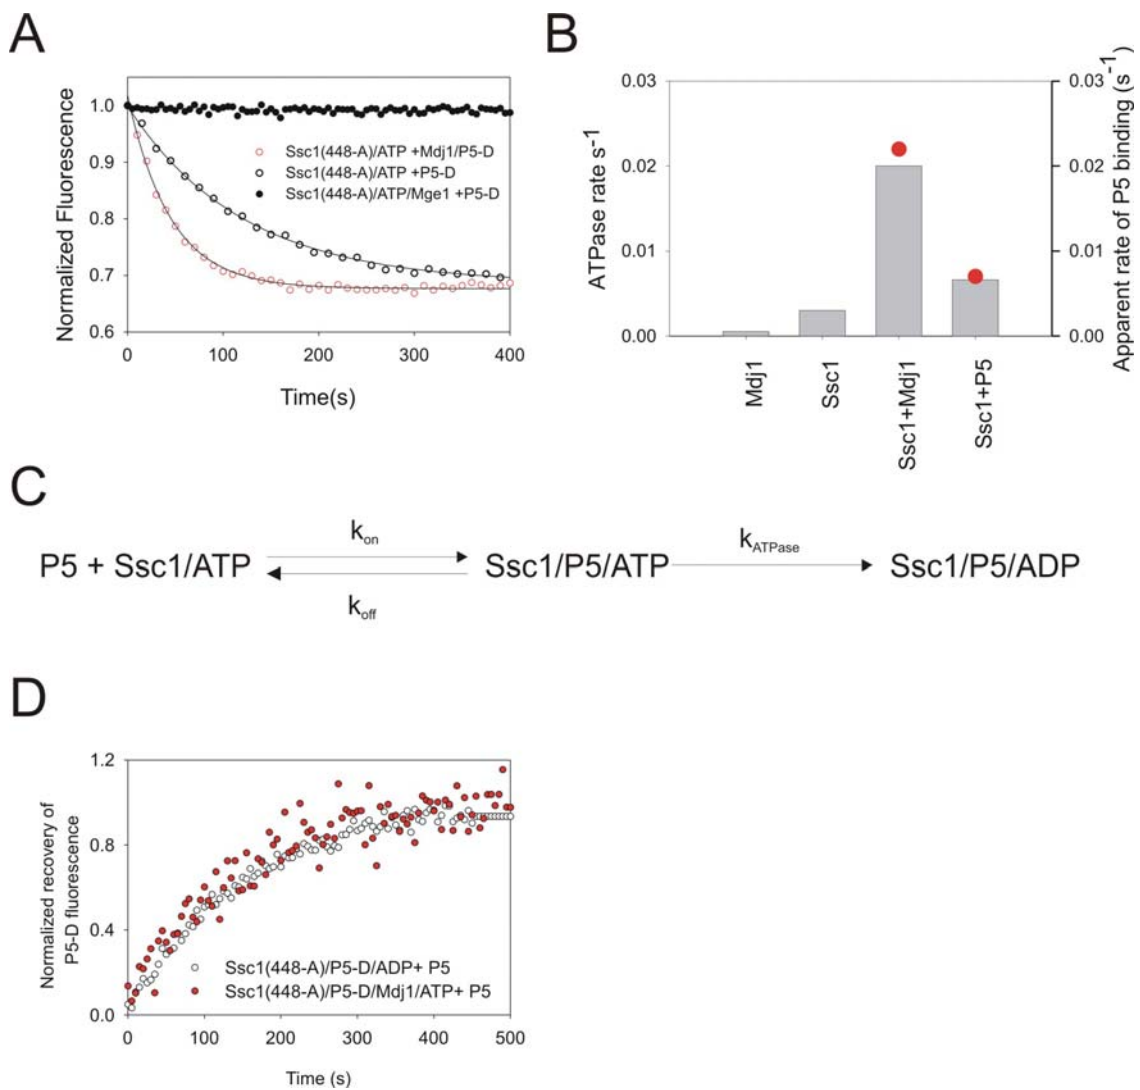 A
Normalized Fluorescence
1.0
0.9
0.8
0.7
0.6
Ssc1(448-A)/ATP +Mdj1/P5-D
Ssc1(448-A)/ATP +P5-D
Ssc1(448-A)/ATP/Mge1 +P5-D
0
100
200
300
400
Time(s)
B
ATPase rate s-1
0.03
0.02
0.01
0.00
0.03
0.02
0.01
0.00
Apparent rate of P5 binding (s-1)
Mdj1
Ssc1
Ssc1+Mdj1
Ssc1+P5
C
P5 + Ssc1/ATP
kon
koff
Ssc1/P5/ATP
kATPase
Ssc1/P5/ADP
D
Normalized recovery of
P5-D fluorescence
1.2
0.8
0.4
0.0
Ssc1(448-A)/P5-D/ADP+ P5
Ssc1(448-A)/P5-D/Mdj1/ATP+ P5
0
100
200
300
400
500
Time (s)